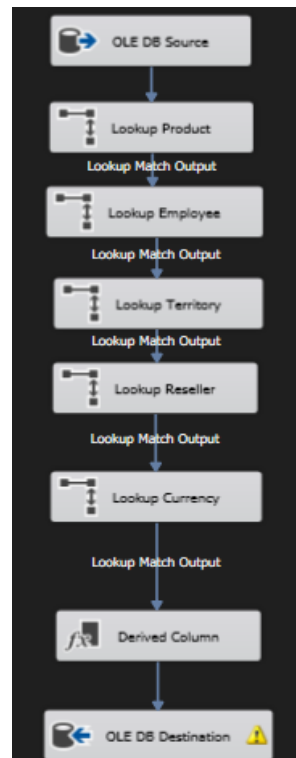 OLE DB Source
Lookup Product
Lookup Match Output
Lookup Employee
Lookup Match Output
Lookup Territory
Lookup Match Output
Lookup Reseller
Lookup Match Output
Lookup Currency
Lookup Match Output
fx Derived Column
OLE DB Destination